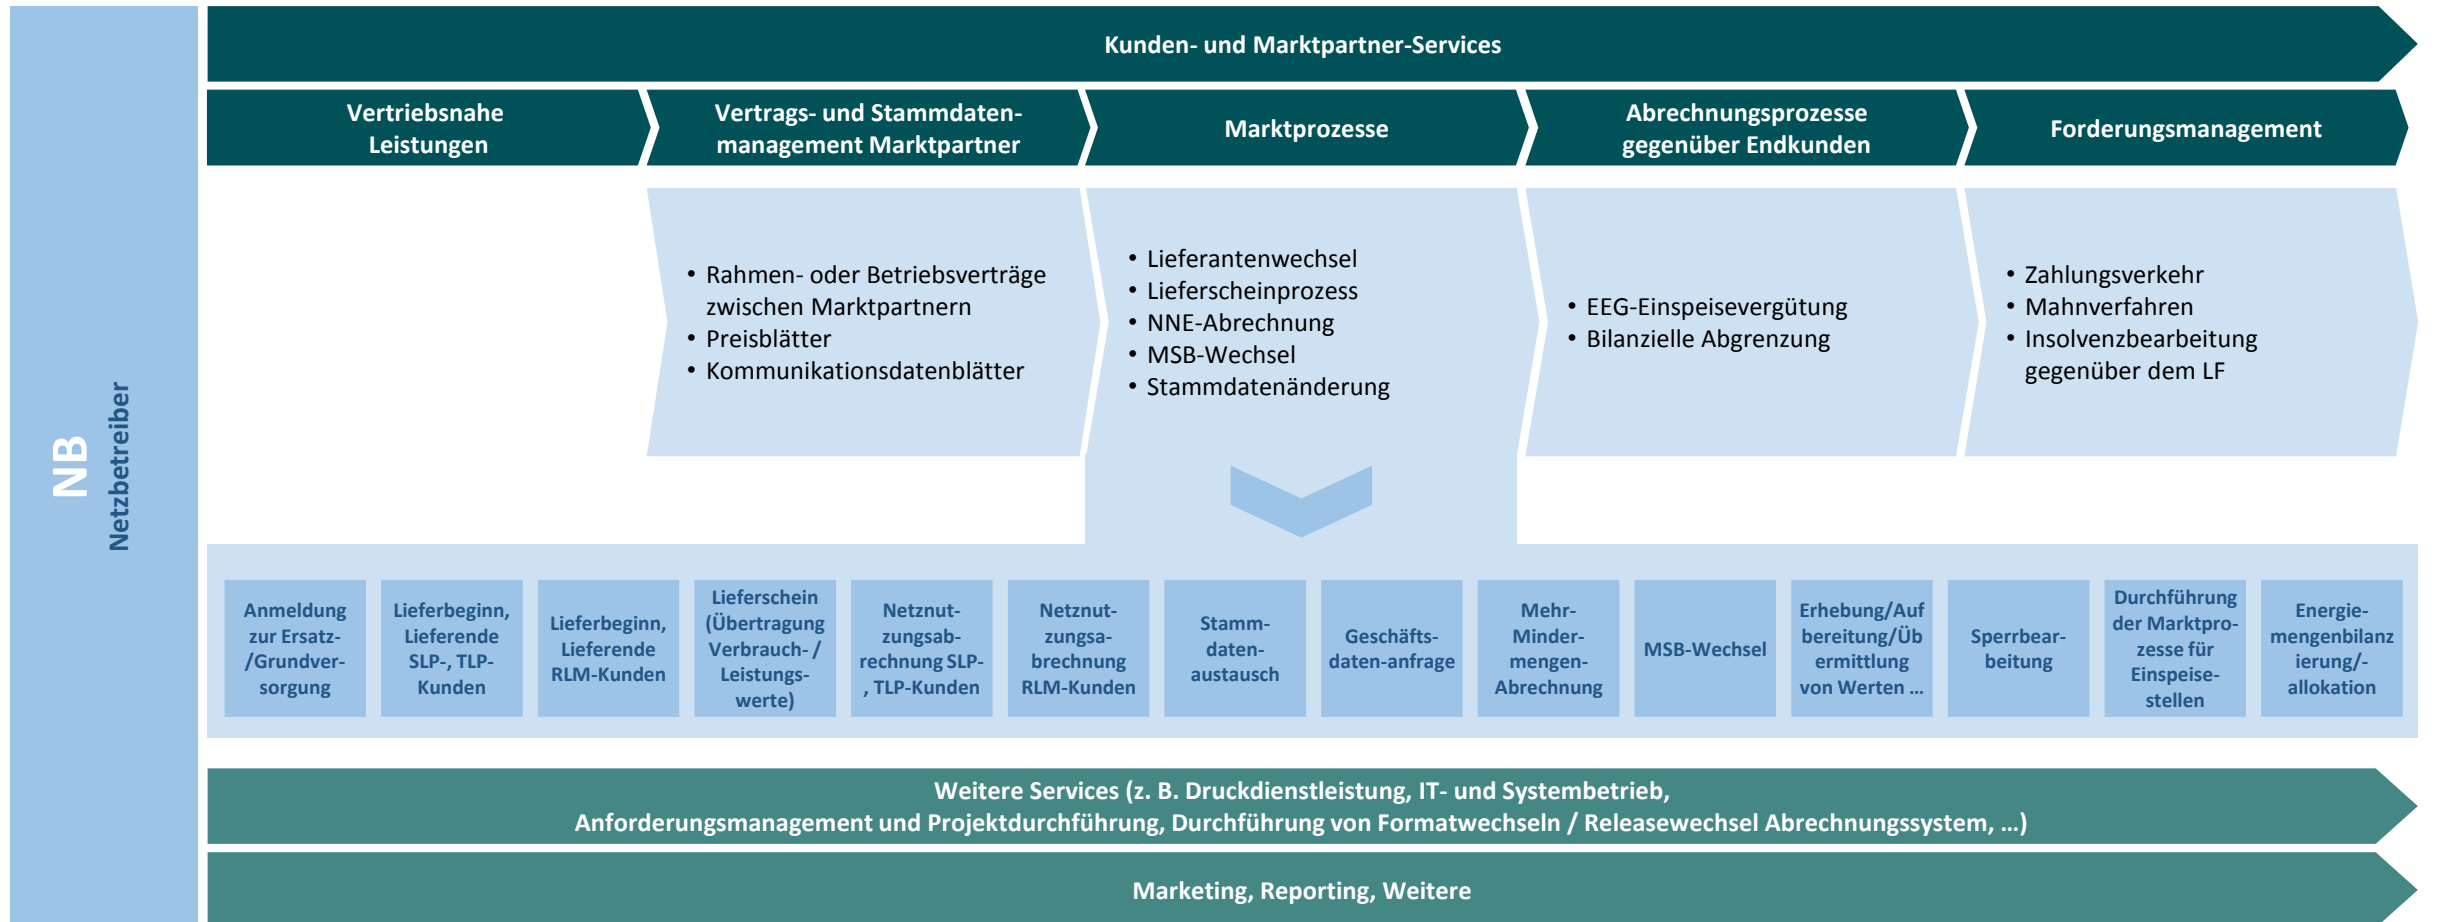 NB
Netzbetreiber
Kunden- und Marktpartner-Services
Vertriebsnahe
Leistungen
Vertrags- und Stammdaten-
management Marktpartner
Marktprozesse
Abrechnungsprozesse
gegenüber Endkunden
Forderungsmanagement
• Rahmen- oder Betriebsverträge
zwischen Marktpartnern
• Preisblätter
• Kommunikationsdatenblätter
• Lieferantenwechsel
• Lieferscheinprozess
• NNE-Abrechnung
• MSB-Wechsel
• Stammdatenänderung
• EEG-Einspeisevergütung
• Bilanzielle Abgrenzung
• Zahlungsverkehr
• Mahnverfahren
• Insolvenzbearbeitung
gegenüber dem LF
Anmeldung
zur Ersatz-
/Grundver-
sorgung
Lieferbeginn,
Lieferende
SLP-, TLP-
Kunden
Lieferbeginn,
Lieferende
RLM-Kunden
Lieferschein
(Übertragung
Verbrauch- /
Leistungs-
werte)
Netznut-
zungsab-
rechnung SLP-
, TLP-Kunden
Netznut-
zungsa-
brechnung
RLM-Kunden
Stamm-
daten-
austausch
Geschäfts-
daten-anfrage
Mehr-
Minder-
mengen-
Abrechnung
MSB-Wechsel
Erhebung/Auf
bereitung/Üb
ermittlung
von Werten …
Sperrbear-
beitung
Durchführung
der Marktpro-
zesse für
Einspeise-
stellen
Energie-
mengenbilanz
ierung/-
allokation
Weitere Services (z. B. Druckdienstleistung, IT- und Systembetrieb,
Anforderungsmanagement und Projektdurchführung, Durchführung von Formatwechseln / Releasewechsel Abrechnungssystem, …)
Marketing, Reporting, Weitere